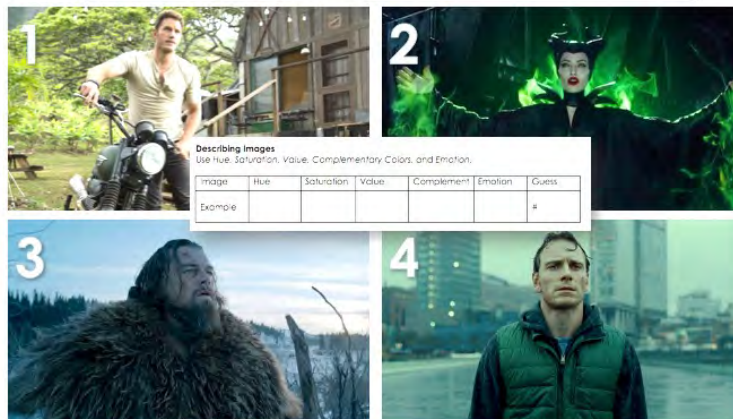 1
2
Describing Images
Use Hue, Saturation, Value, Complementary Colors, and Emotion.
Image Hue Saturation Value Complement Emotion Guess
Example #
3
4